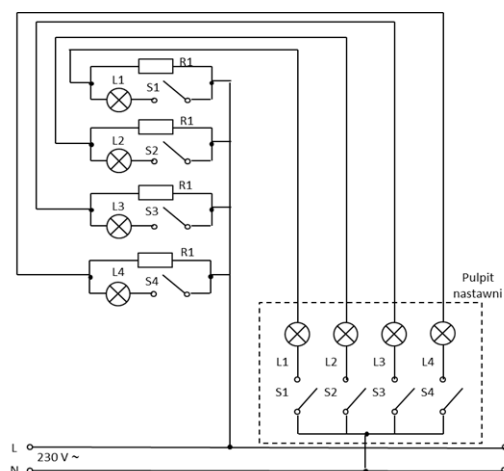 R1
L1
S1
R1
L2
S2
R1
L3
S3
R1
L4
S4
Pulpit
nastawni
L1 L2 L3 L4
S1 S2 S3 S4
L
230 V ~
N